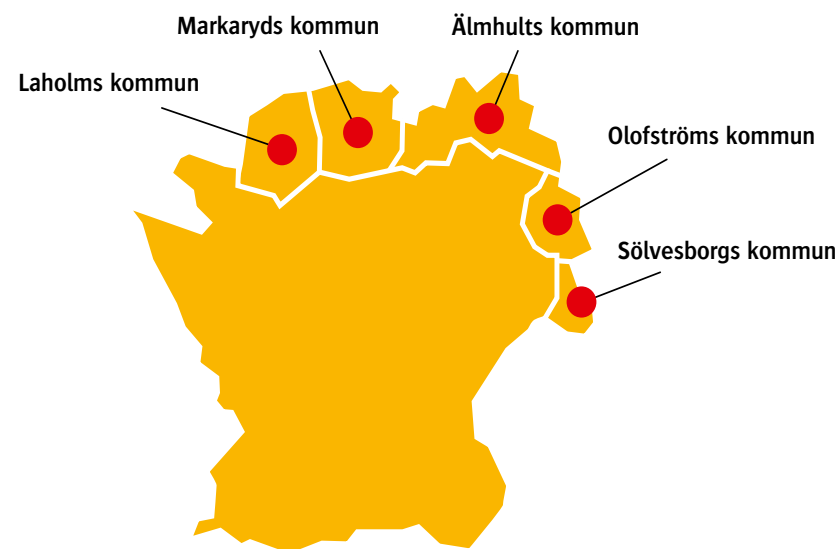 Markaryds kommun
Älmhults kommun
Laholms kommun
Olofströms kommun
Sölvesborgs kommun